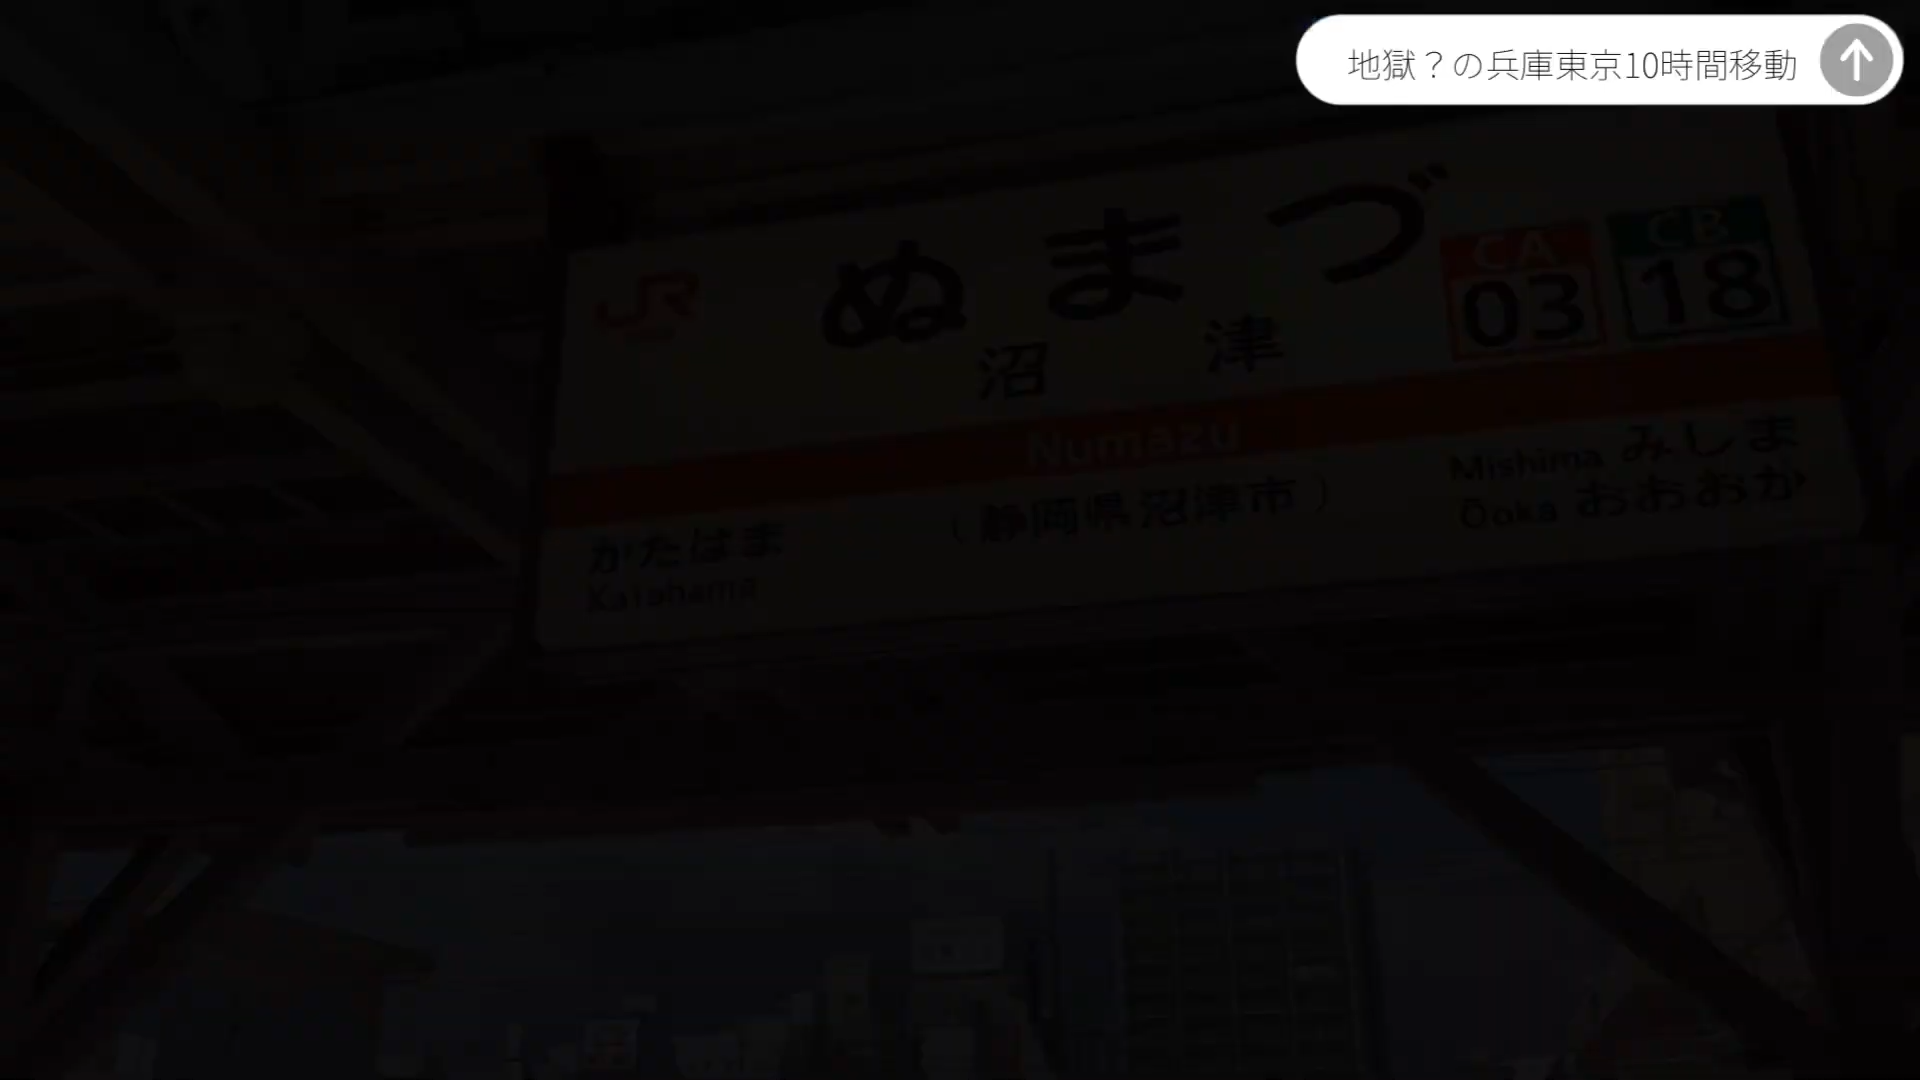 地獄？の兵庫東京10時間移動
JR
ぬまづ
CA
03
CB
18
沼津
Numazu
Mishima みしま
Ōoka おおおか
(静岡県沼津市)
かたはま
Katahama